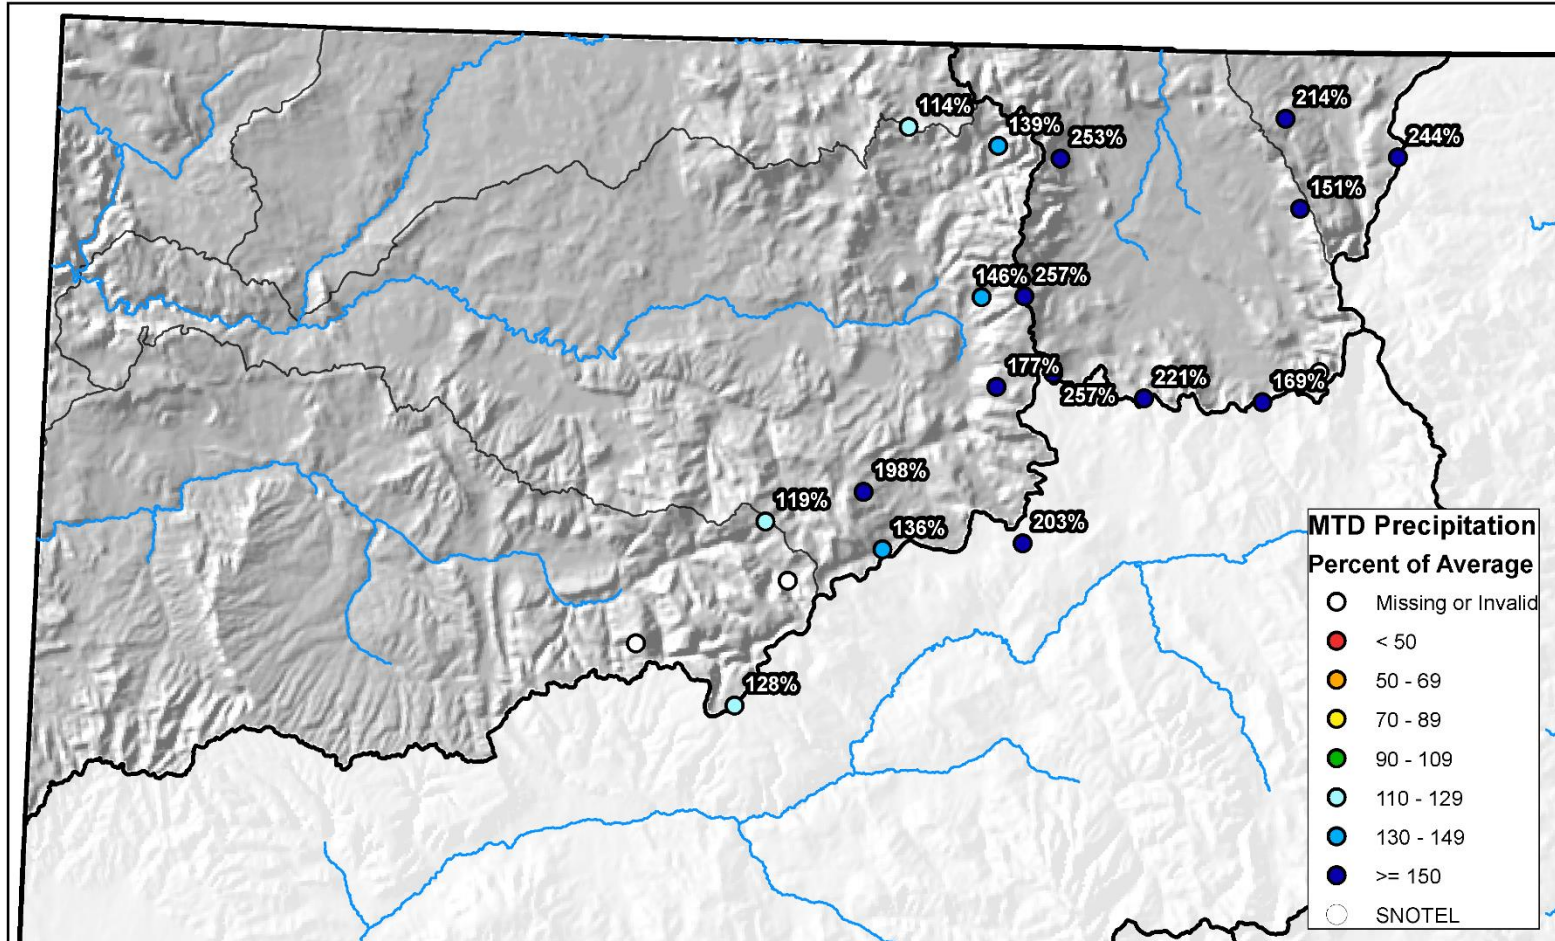 114%
139%
253%
214%
244%
151%
146%
257%
177%
257%
221%
169%
198%
119%
136%
203%
128%
MTD Precipitation
Percent of Average
Missing or Invalid
< 50
50 - 69
70 - 89
90 - 109
110 - 129
130 - 149
>= 150
SNOTEL